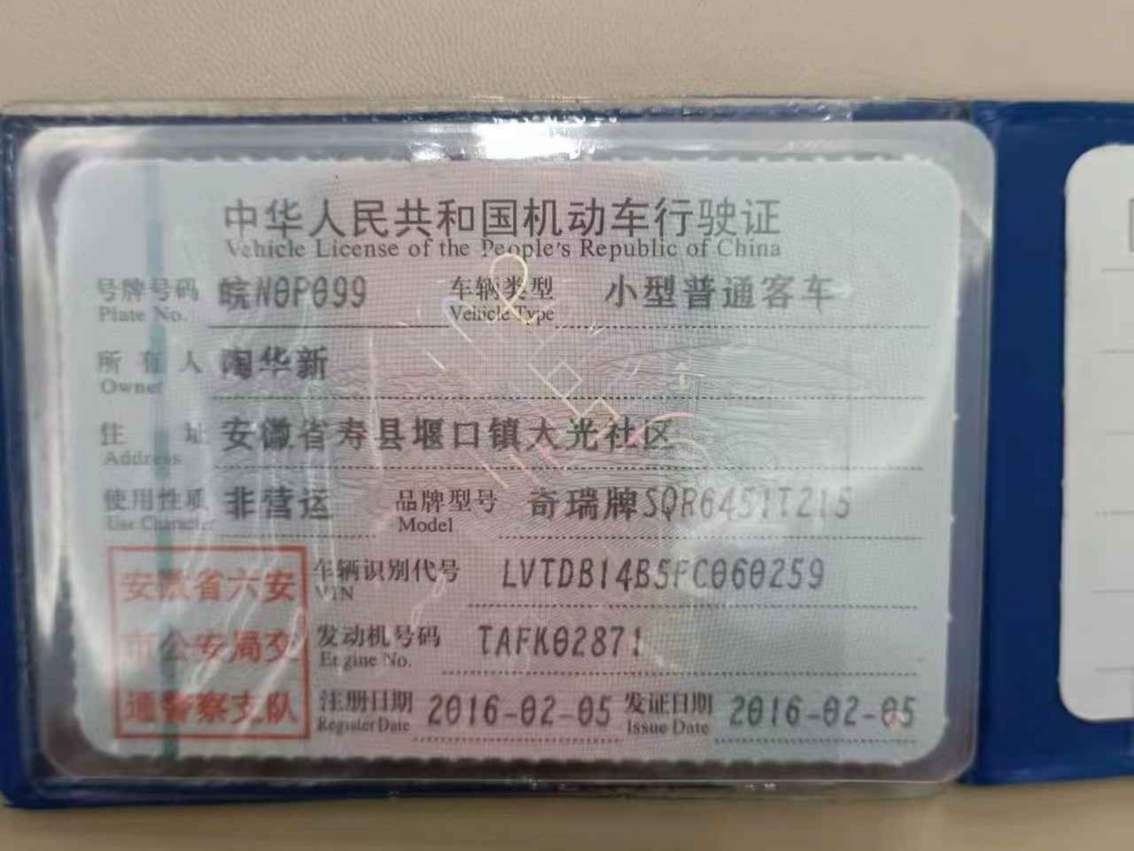 中华人民共和国机动车行驶证
Vehicle License of the People's Republic of China
号牌号码 皖N0P099 车辆类型 小型普通客车
Plate No. Vehicle Type
所有人 陶华新
Owner
住址 安徽省寿县堰口镇大光社区
Address
使用性质 非营运 品牌型号 奇瑞牌SQR6451T215
Use Character Model
安徽省六安
市公安局交
通警察支队
车辆识别代号 LVTDB14B5FC060259
VIN
发动机号码 TAFK02871
Engine No.
注册日期 2016-02-05 发证日期 2016-02-05
Register Date Issue Date